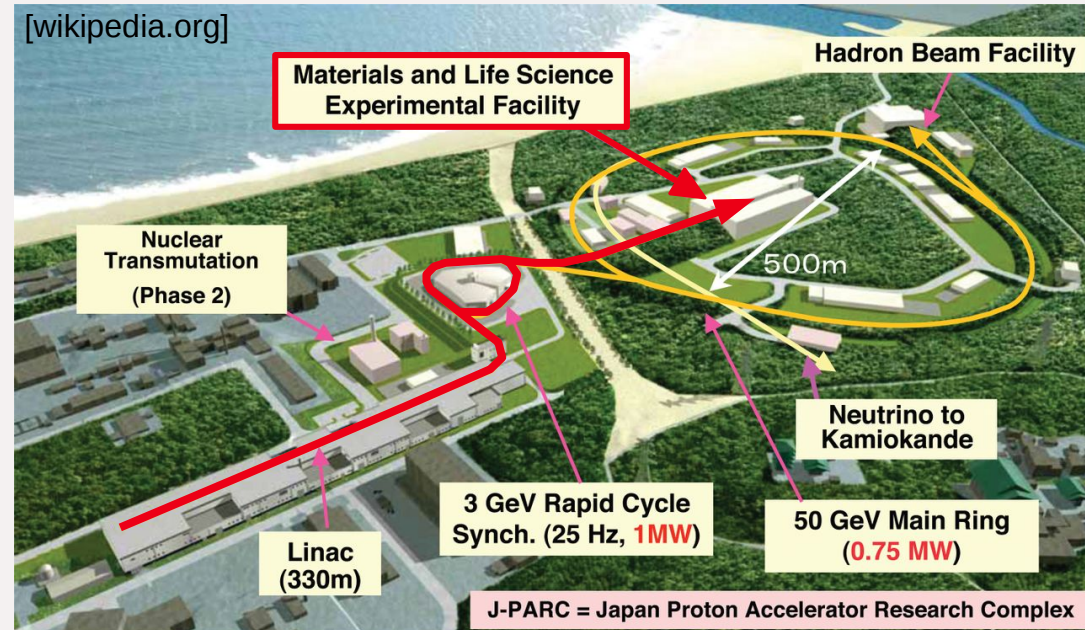 [wikipedia.org]
Hadron Beam Facility
Materials and Life Science
Experimental Facility
Nuclear
Transmutation
(Phase 2)
500m
Neutrino to
Kamiokande
3 GeV Rapid Cycle
Synch. (25 Hz, 1MW)
50 GeV Main Ring
(0.75 MW)
Linac
(330m)
J-PARC = Japan Proton Accelerator Research Complex